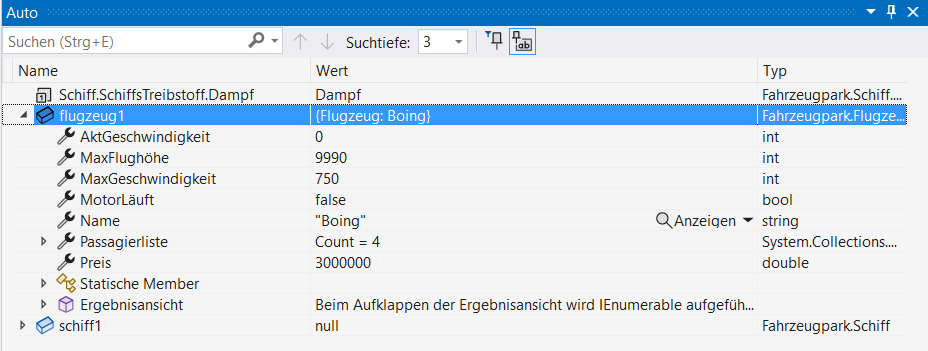 Auto
Suchen (Strg+E) Suchtiefe: 3
Name Wert Typ
Schiff.SchiffsTreibstoff.Dampf Dampf Fahrzeugpark.Schiff....
flugzeug1 {Flugzeug: Boing} Fahrzeugpark.Flugze...
AktGeschwindigkeit 0 int
MaxFlughöhe 9990 int
MaxGeschwindigkeit 750 int
MotorLäuft false bool
Name "Boing" Anzeigen string
Passagierliste Count = 4 System.Collections....
Preis 3000000 double
Statische Member
Ergebnisansicht Beim Aufklappen der Ergebnisansicht wird IEnumerable aufgefüh...
schiff1 null Fahrzeugpark.Schiff